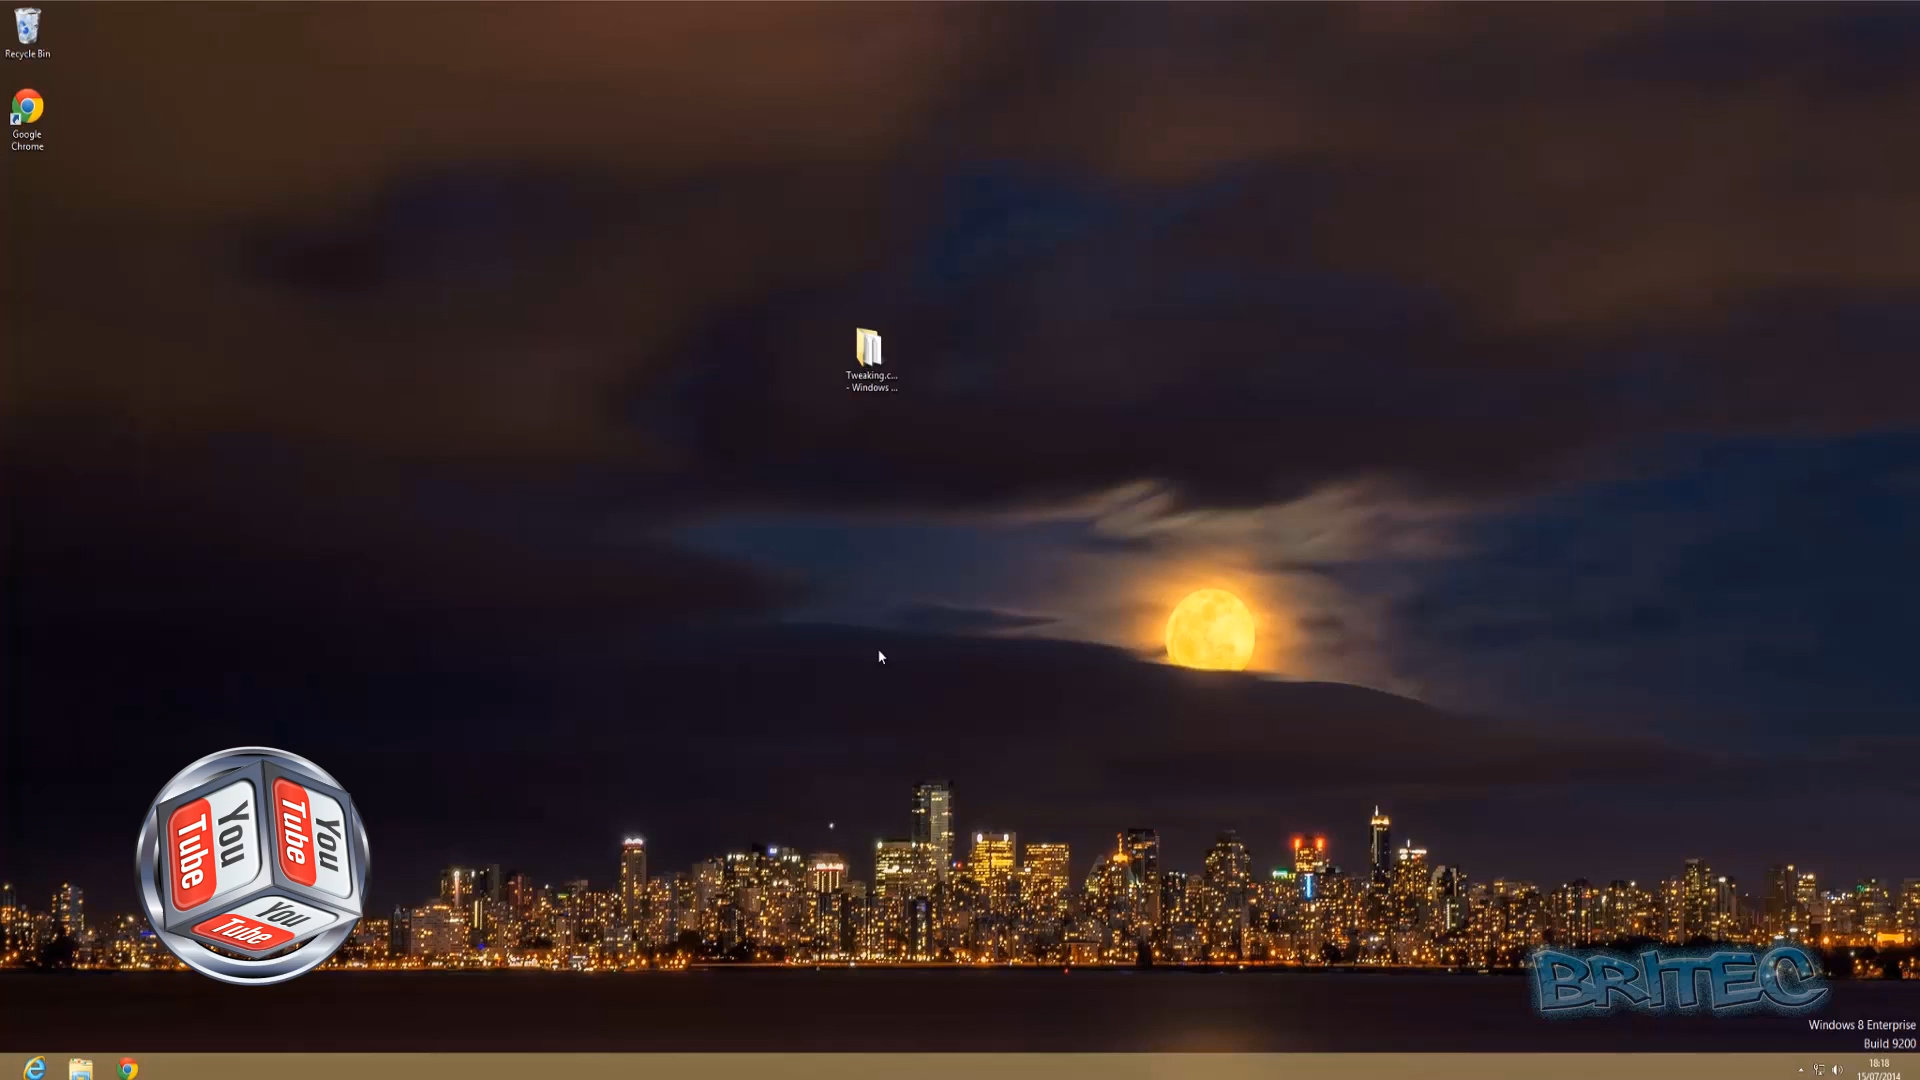 Recycle Bin
Google
Chrome
Tweaking.c...
- Windows ...
You
Tube
You
Tube
You
Tube
BRITEC
Windows 8 Enterprise
Build 9200
18:18
15/07/2014